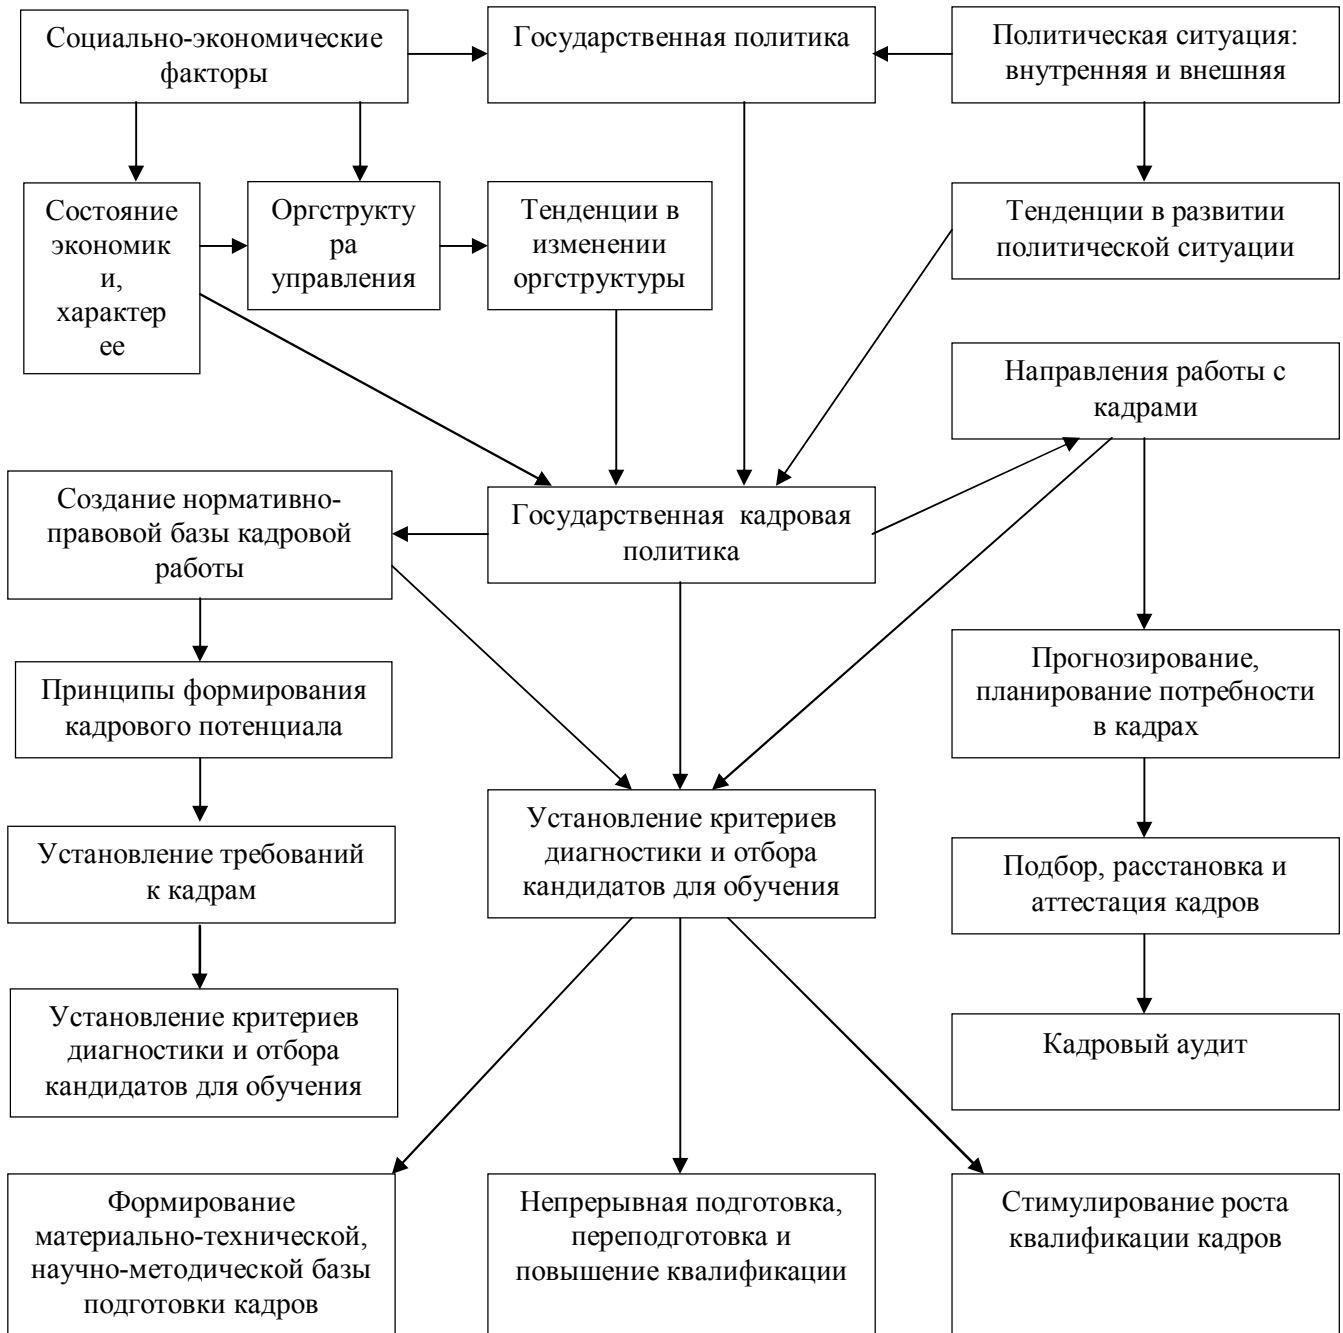 Социально-экономические
факторы
Государственная политика
Политическая ситуация:
внутренняя и внешняя
Состояние
экономик
и,
характер
ее
Оргструкту
ра
управления
Тенденции в
изменении
оргструктуры
Тенденции в развитии
политической ситуации
Направления работы с
кадрами
Создание нормативно-
правовой базы кадровой
работы
Государственная кадровая
политика
Принципы формирования
кадрового потенциала
Прогнозирование,
планирование потребности
в кадрах
Установление требований
к кадрам
Установление критериев
диагностики и отбора
кандидатов для обучения
Подбор, расстановка и
аттестация кадров
Установление критериев
диагностики и отбора
кандидатов для обучения
Кадровый аудит
Формирование
материально-технической,
научно-методической базы
подготовки кадров
Непрерывная подготовка,
переподготовка и
повышение квалификации
Стимулирование роста
квалификации кадров